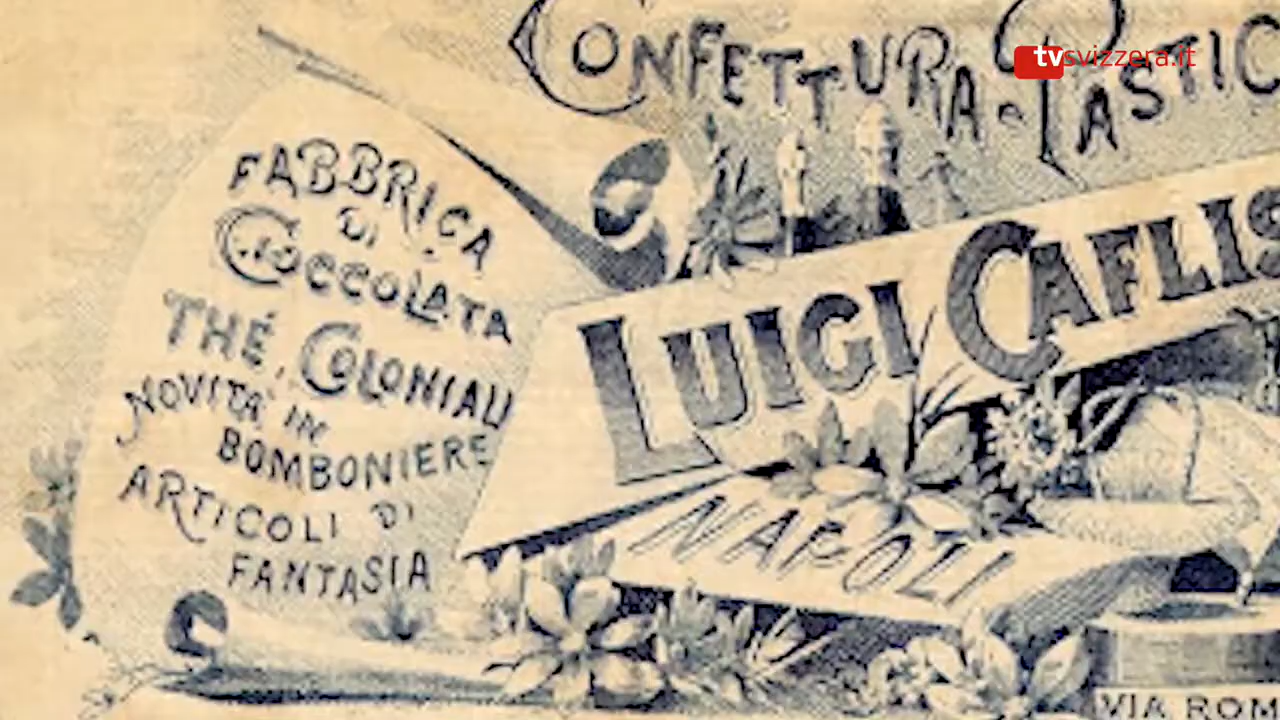 CONFETTURA e PASTIC
tvsvizzera.it
FABBRICA
DI
CIOCCOLATA
THÉ, COLONIALI
NOVITÀ IN
BOMBONIERE
ARTICOLI DI
FANTASIA
LUIGI CAFLIS
NAPOLI
VIA ROM